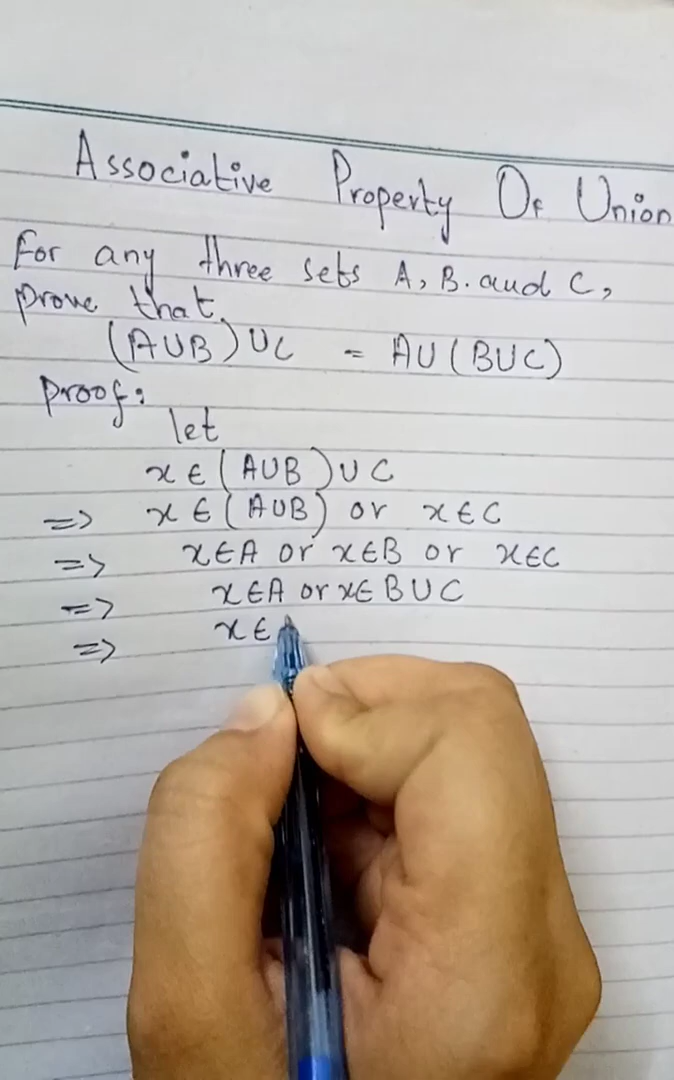 Associative Property Of Union
For any three sets A, B. and C,
prove that.
(AUB)UC = AU(BUC)
Proof:
let
x ∈ (AUB)UC
=> x ∈ (AUB) or x∈C
=> x∈A or x∈B or x∈C
=> x∈A or x∈ BUC
=> x∈